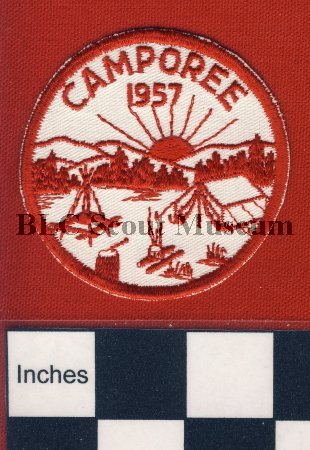 CAMPOREE
1957
BLC Scout Museum
Inches